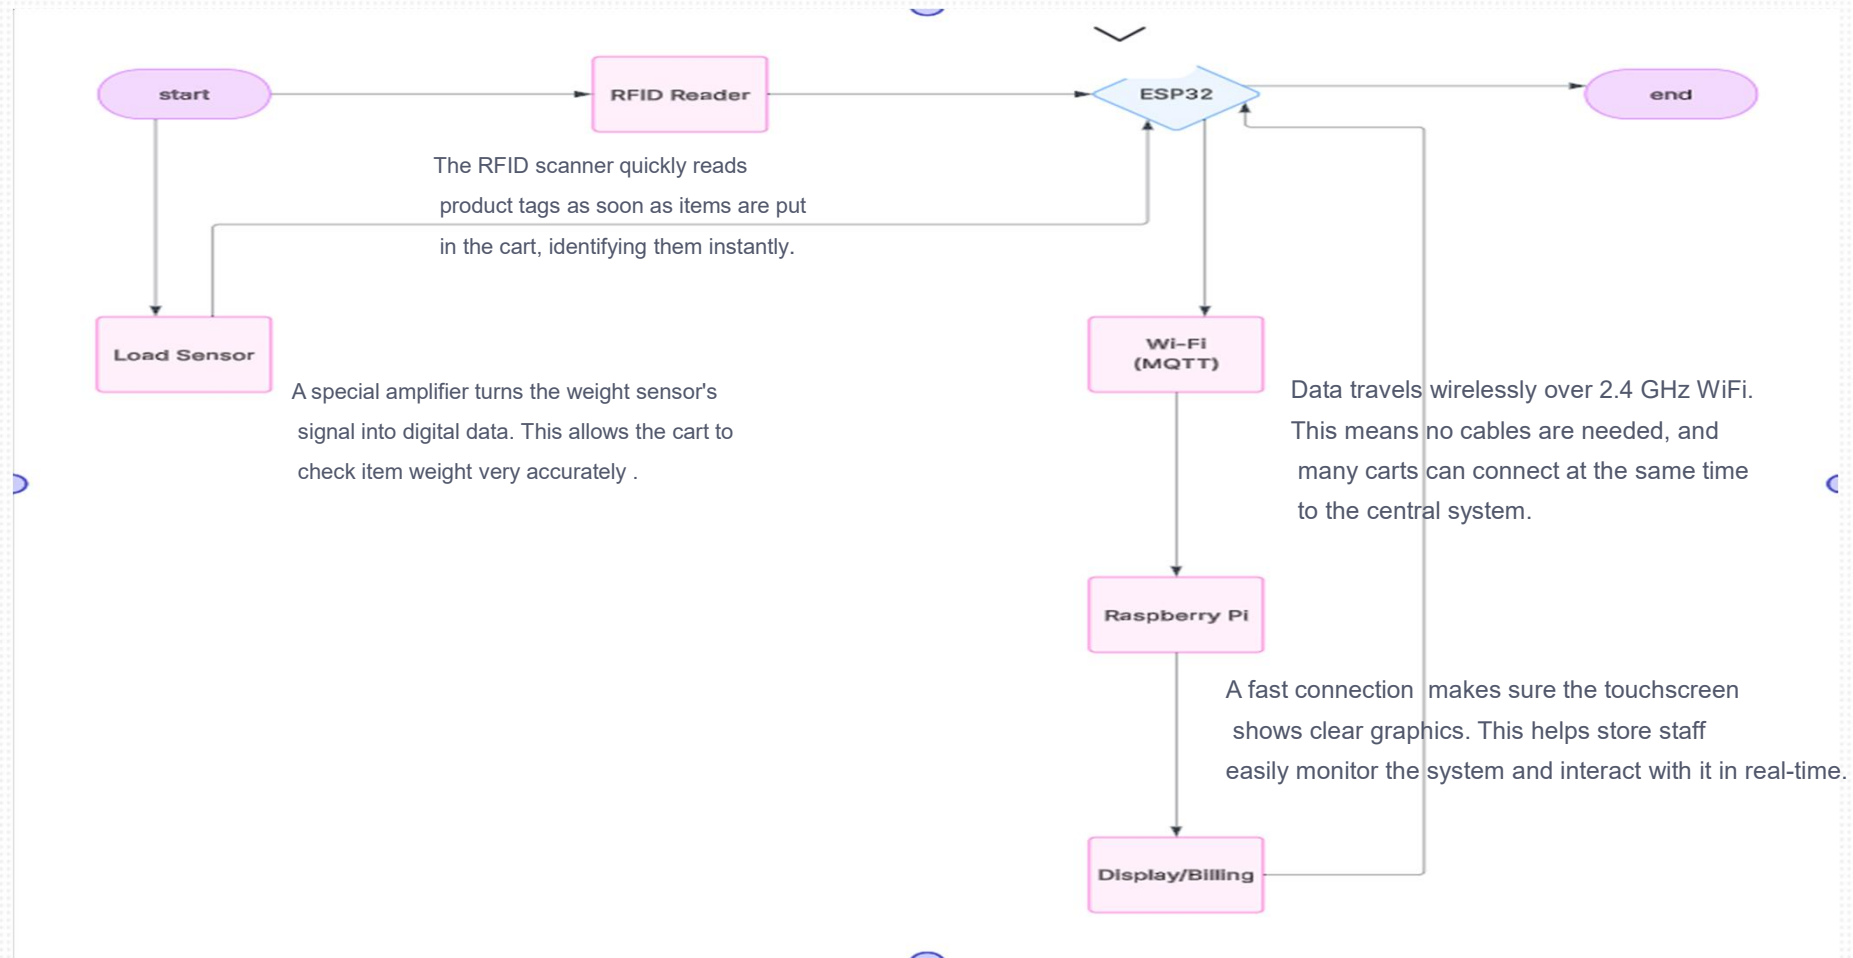 start
RFID Reader
ESP32
end
The RFID scanner quickly reads
product tags as soon as items are put
in the cart, identifying them instantly.
Load Sensor
A special amplifier turns the weight sensor's
signal into digital data. This allows the cart to
check item weight very accurately .
Wi-Fi
(MQTT)
Data travels wirelessly over 2.4 GHz WiFi.
This means no cables are needed, and
many carts can connect at the same time
to the central system.
Raspberry Pi
A fast connection makes sure the touchscreen
shows clear graphics. This helps store staff
easily monitor the system and interact with it in real-time.
Display/Billing